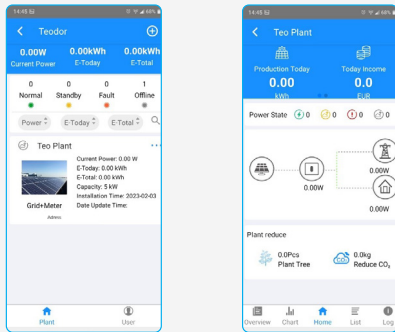 14:45
68%
Teodor
0.00W 0.00kWh 0.00kWh
Current Power E-Today E-Total
0 0 0 1
Normal Standby Fault Offline
Power E-Today E-Total
Teo Plant
Current Power: 0.00 W
E-Today: 0.00 kWh
E-Total: 0.00 kWh
Capacity: 5 kW
Installation Time: 2023-02-03
Grid+Meter Date Update Time:
Plant User
14:45
68%
Teo Plant
Production Today Today Income
0.00 0.0
kWh EUR
Power State 0 0 0 0
0.00W
0.00W
0.00W
Plant reduce
0.0Pcs 0.0kg
Plant Tree Reduce CO₂
Overview Chart Home List Log